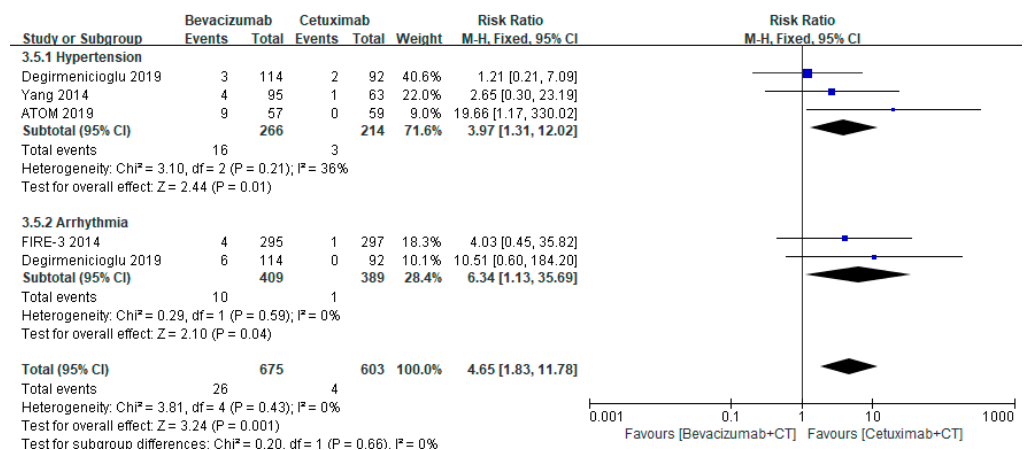 Bevacizumab Cetuximab Risk Ratio Risk Ratio
Study or Subgroup Events Total Events Total Weight M-H, Fixed, 95% CI M-H, Fixed, 95% CI
3.5.1 Hypertension
Degirmenicioglu 2019 3 114 2 92 40.6% 1.21 [0.21, 7.09]
Yang 2014 4 95 1 63 22.0% 2.65 [0.30, 23.19]
ATOM 2019 9 57 0 59 9.0% 19.66 [1.17, 330.02]
Subtotal (95% CI) 266 214 71.6% 3.97 [1.31, 12.02]
Total events 16 3
Heterogeneity: Chi² = 3.10, df = 2 (P = 0.21); I² = 36%
Test for overall effect: Z = 2.44 (P = 0.01)
3.5.2 Arrhythmia
FIRE-3 2014 4 295 1 297 18.3% 4.03 [0.45, 35.82]
Degirmenicioglu 2019 6 114 0 92 10.1% 10.51 [0.60, 184.20]
Subtotal (95% CI) 409 389 28.4% 6.34 [1.13, 35.69]
Total events 10 1
Heterogeneity: Chi² = 0.29, df = 1 (P = 0.59); I² = 0%
Test for overall effect: Z = 2.10 (P = 0.04)
Total (95% CI) 675 603 100.0% 4.65 [1.83, 11.78]
Total events 26 4
Heterogeneity: Chi² = 3.81, df = 4 (P = 0.43); I² = 0%
Test for overall effect: Z = 3.24 (P = 0.001)
Test for subgroup differences: Chi² = 0.20, df = 1 (P = 0.66), I² = 0%
0.001 0.1 1 10 1000
Favours [Bevacizumab+CT] Favours [Cetuximab+CT]